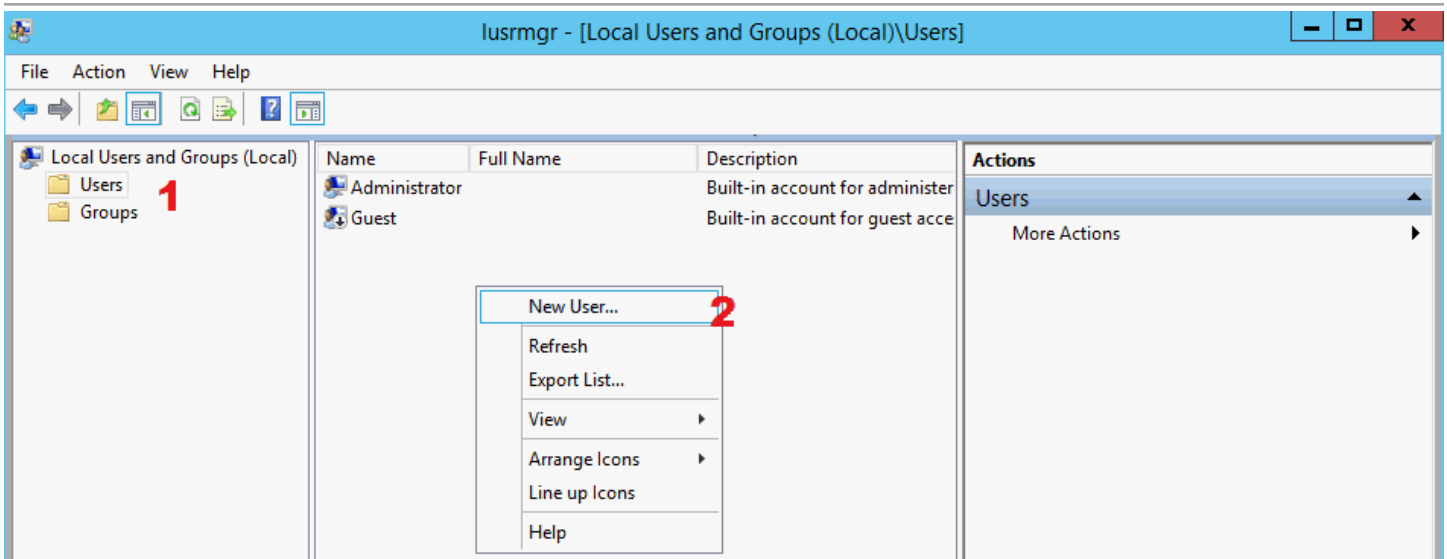 lusrmgr - [Local Users and Groups (Local)\Users]
File Action View Help
Local Users and Groups (Local)
Users
Groups
1
Name Full Name Description
Administrator Built-in account for administer
Guest Built-in account for guest acce
New User...
2
Refresh
Export List...
View
Arrange Icons
Line up Icons
Help
Actions
Users
More Actions